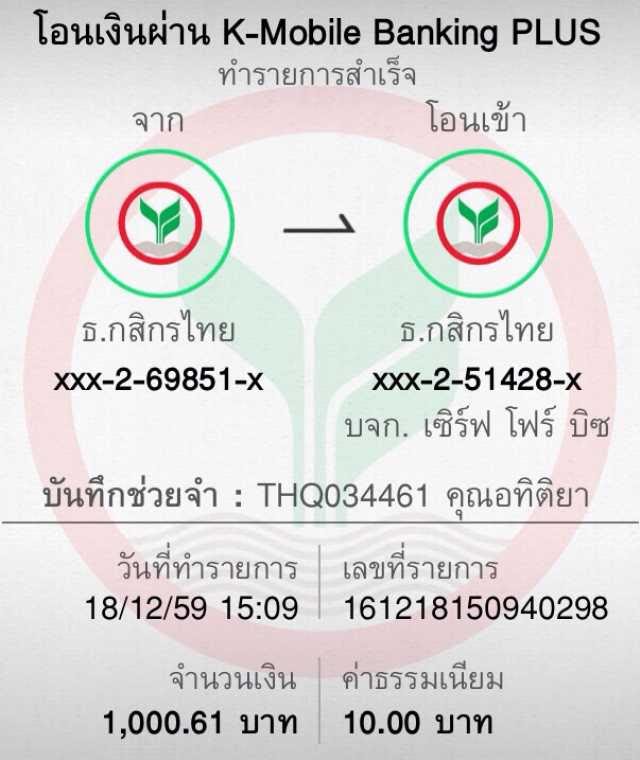 โอนเงินผ่าน K-Mobile Banking PLUS
ทำรายการสำเร็จ
จาก
โอนเข้า
ธ.กสิกรไทย
ธ.กสิกรไทย
xxx-2-69851-x
xxx-2-51428-x
บจก. เซิร์ฟ โฟร์ บิซ
บันทึกช่วยจำ : THQ034461 คุณอทิติยา
วันที่ทำรายการ
เลขที่รายการ
18/12/59 15:09
161218150940298
จำนวนเงิน
ค่าธรรมเนียม
1,000.61 บาท
10.00 บาท